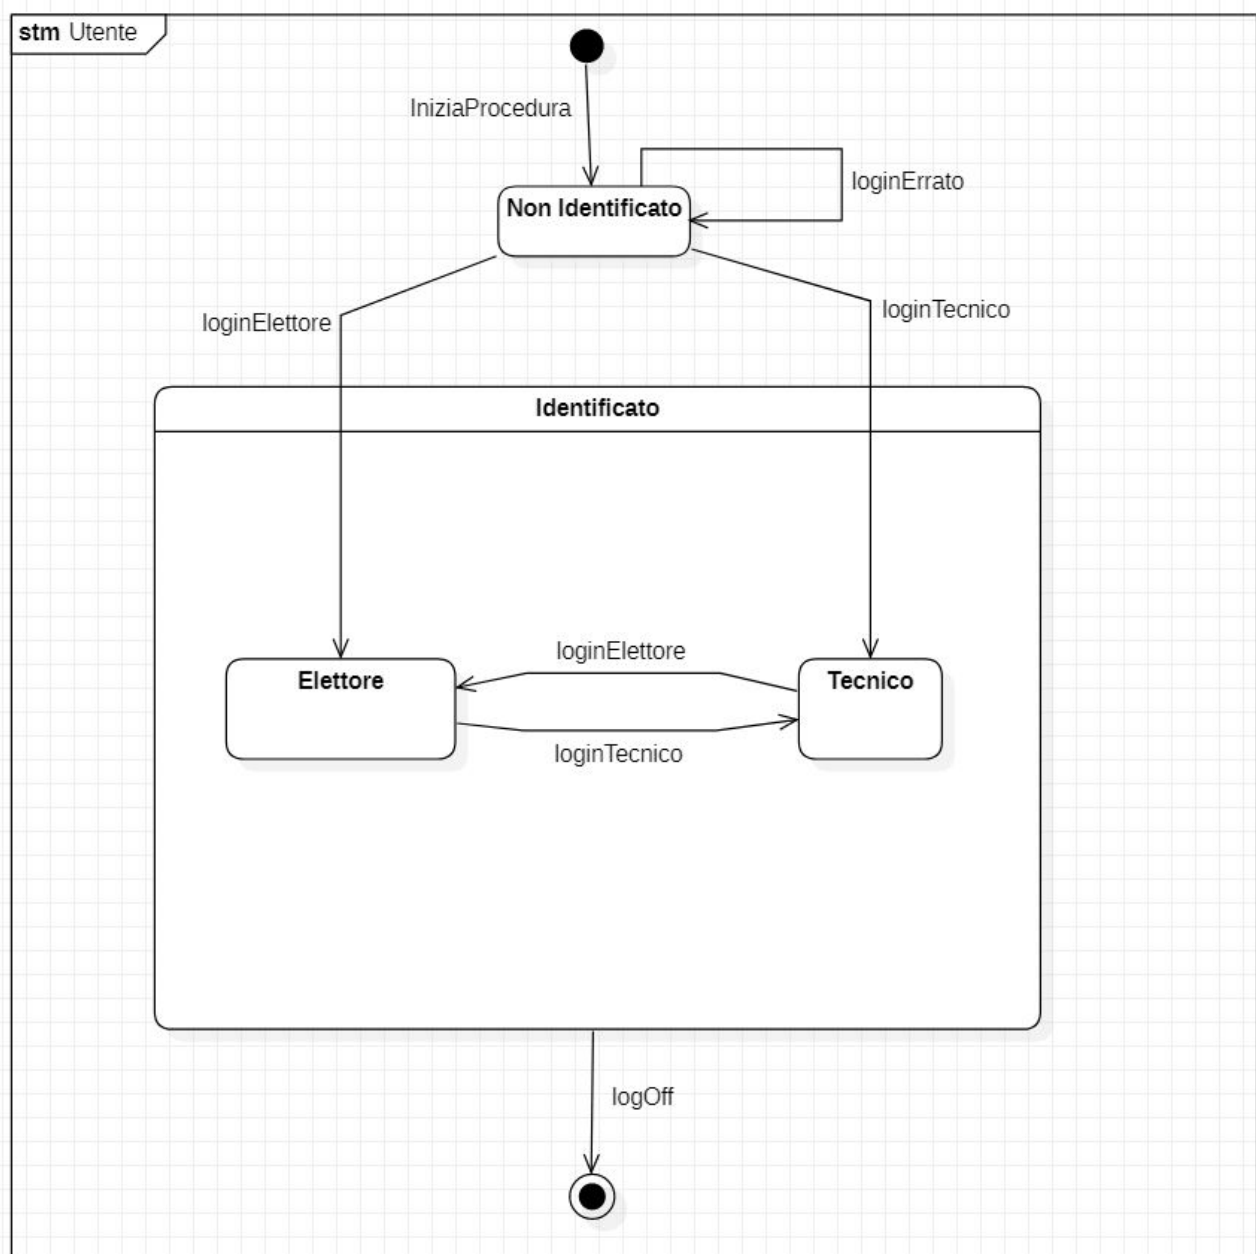 stm Utente
IniziaProcedura
loginErrato
Non Identificato
loginElettore
loginTecnico
Identificato
loginElettore
Elettore
Tecnico
loginTecnico
logOff